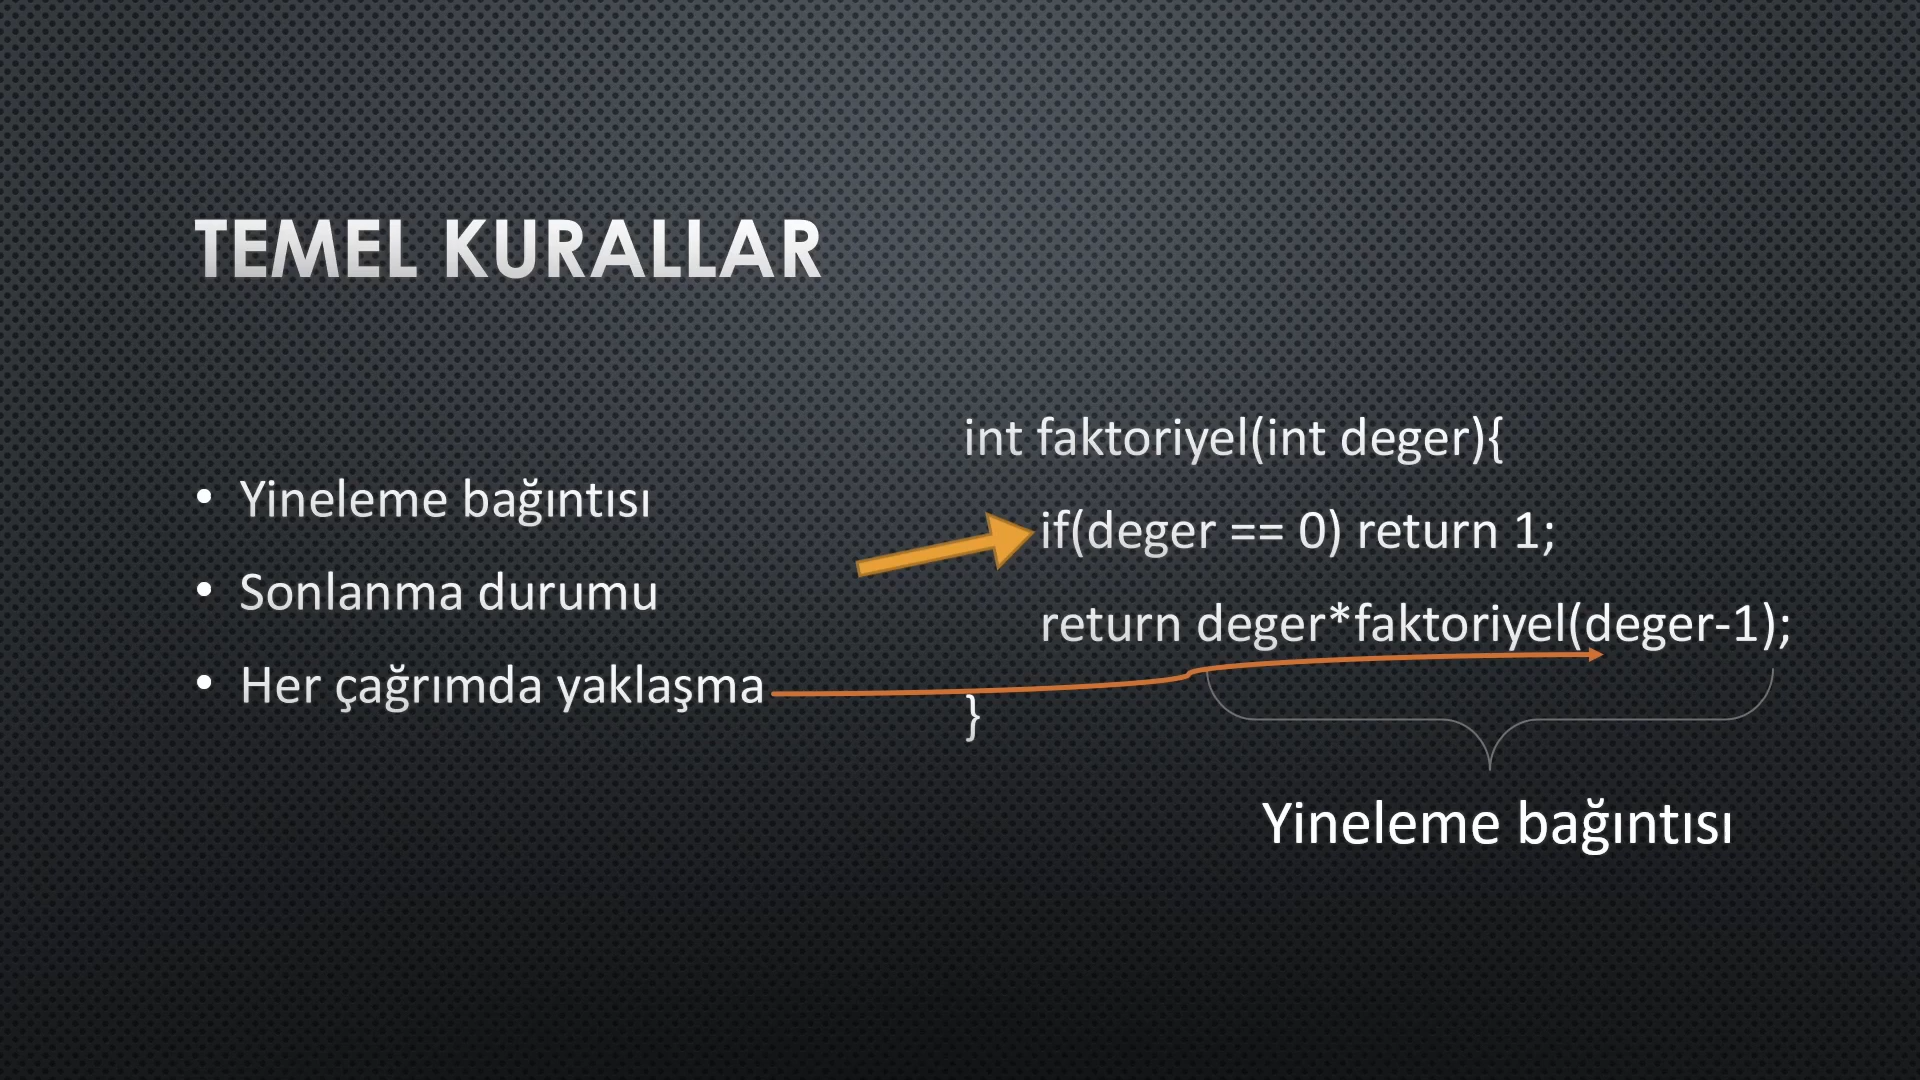 TEMEL KURALLAR
• Yineleme bağıntısı
• Sonlanma durumu
• Her çağrımda yaklaşma
int faktoriyel(int deger){
if(deger == 0) return 1;
return deger*faktoriyel(deger-1);
}
Yineleme bağıntısı